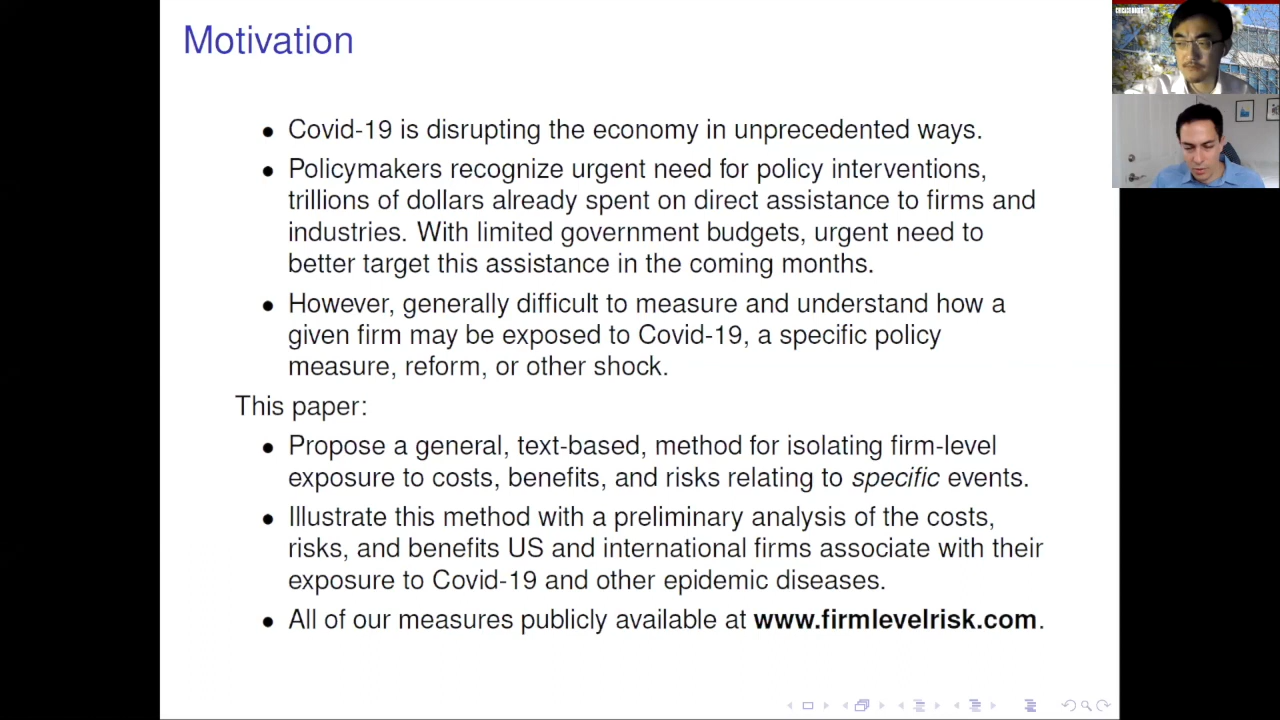 Motivation
• Covid-19 is disrupting the economy in unprecedented ways.
• Policymakers recognize urgent need for policy interventions,
trillions of dollars already spent on direct assistance to firms and
industries. With limited government budgets, urgent need to
better target this assistance in the coming months.
• However, generally difficult to measure and understand how a
given firm may be exposed to Covid-19, a specific policy
measure, reform, or other shock.
This paper:
• Propose a general, text-based, method for isolating firm-level
exposure to costs, benefits, and risks relating to specific events.
• Illustrate this method with a preliminary analysis of the costs,
risks, and benefits US and international firms associate with their
exposure to Covid-19 and other epidemic diseases.
• All of our measures publicly available at www.firmlevelrisk.com.